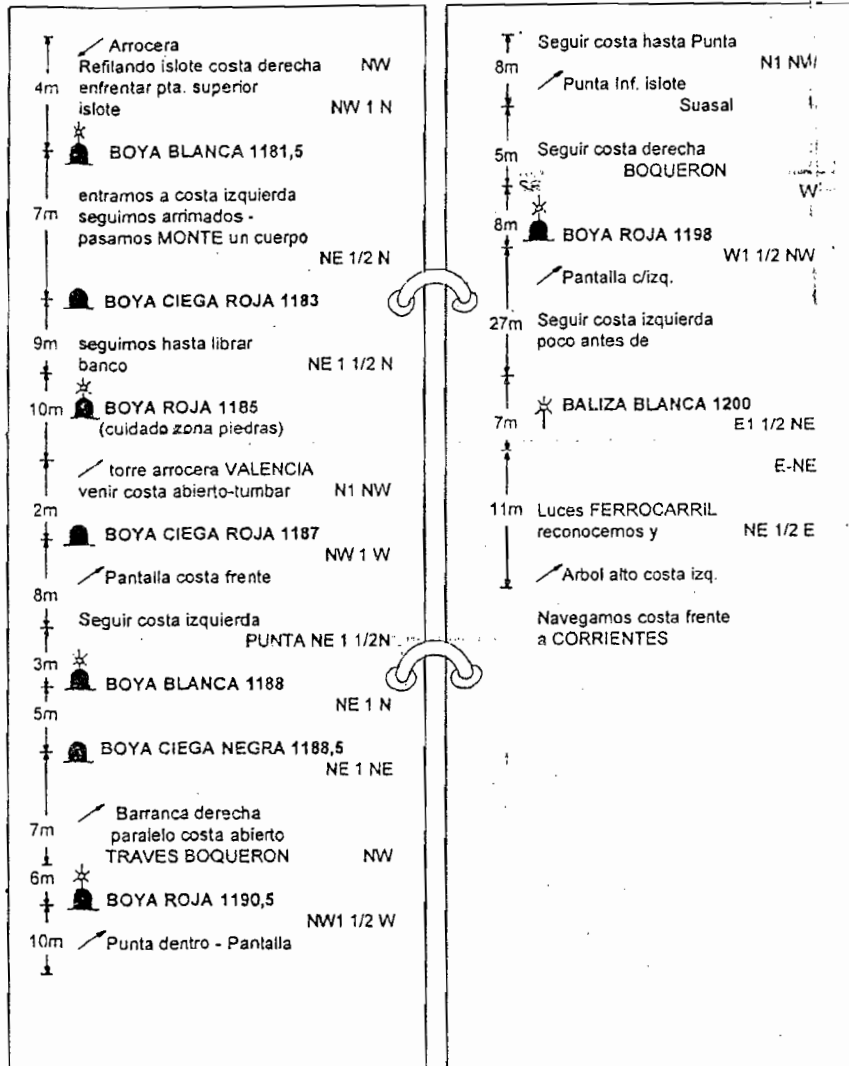 Arrocera
Refilando islote costa derecha NW
4m enfrentar pta. superior
islote NW 1 N
BOYA BLANCA 1181,5
entramos a costa izquierda
7m seguimos arrimados -
pasamos MONTE un cuerpo
NE 1/2 N
BOYA CIEGA ROJA 1183
9m seguimos hasta librar
banco NE 1 1/2 N
10m BOYA ROJA 1185
(cuidado zona piedras)
torre arrocera VALENCIA
venir costa abierto-tumbar N1 NW
2m
BOYA CIEGA ROJA 1187
NW 1 W
Pantalla costa frente
8m
Seguir costa izquierda
PUNTA NE 1 1/2N
3m
BOYA BLANCA 1188
NE 1 N
5m
BOYA CIEGA NEGRA 1188,5
NE 1 NE
Barranca derecha
7m paralelo costa abierto
TRAVES BOQUERON NW
6m
BOYA ROJA 1190,5
NW1 1/2 W
10m Punta dentro - Pantalla
Seguir costa hasta Punta
8m N1 NW
Punta Inf. islote
Suasal
5m Seguir costa derecha
BOQUERON
W
8m BOYA ROJA 1198
W1 1/2 NW
Pantalla c/izq.
27m Seguir costa izquierda
poco antes de
BALIZA BLANCA 1200
7m E1 1/2 NE
E-NE
11m Luces FERROCARRIL
reconocemos y NE 1/2 E
Arbol alto costa izq.
Navegamos costa frente
a CORRIENTES